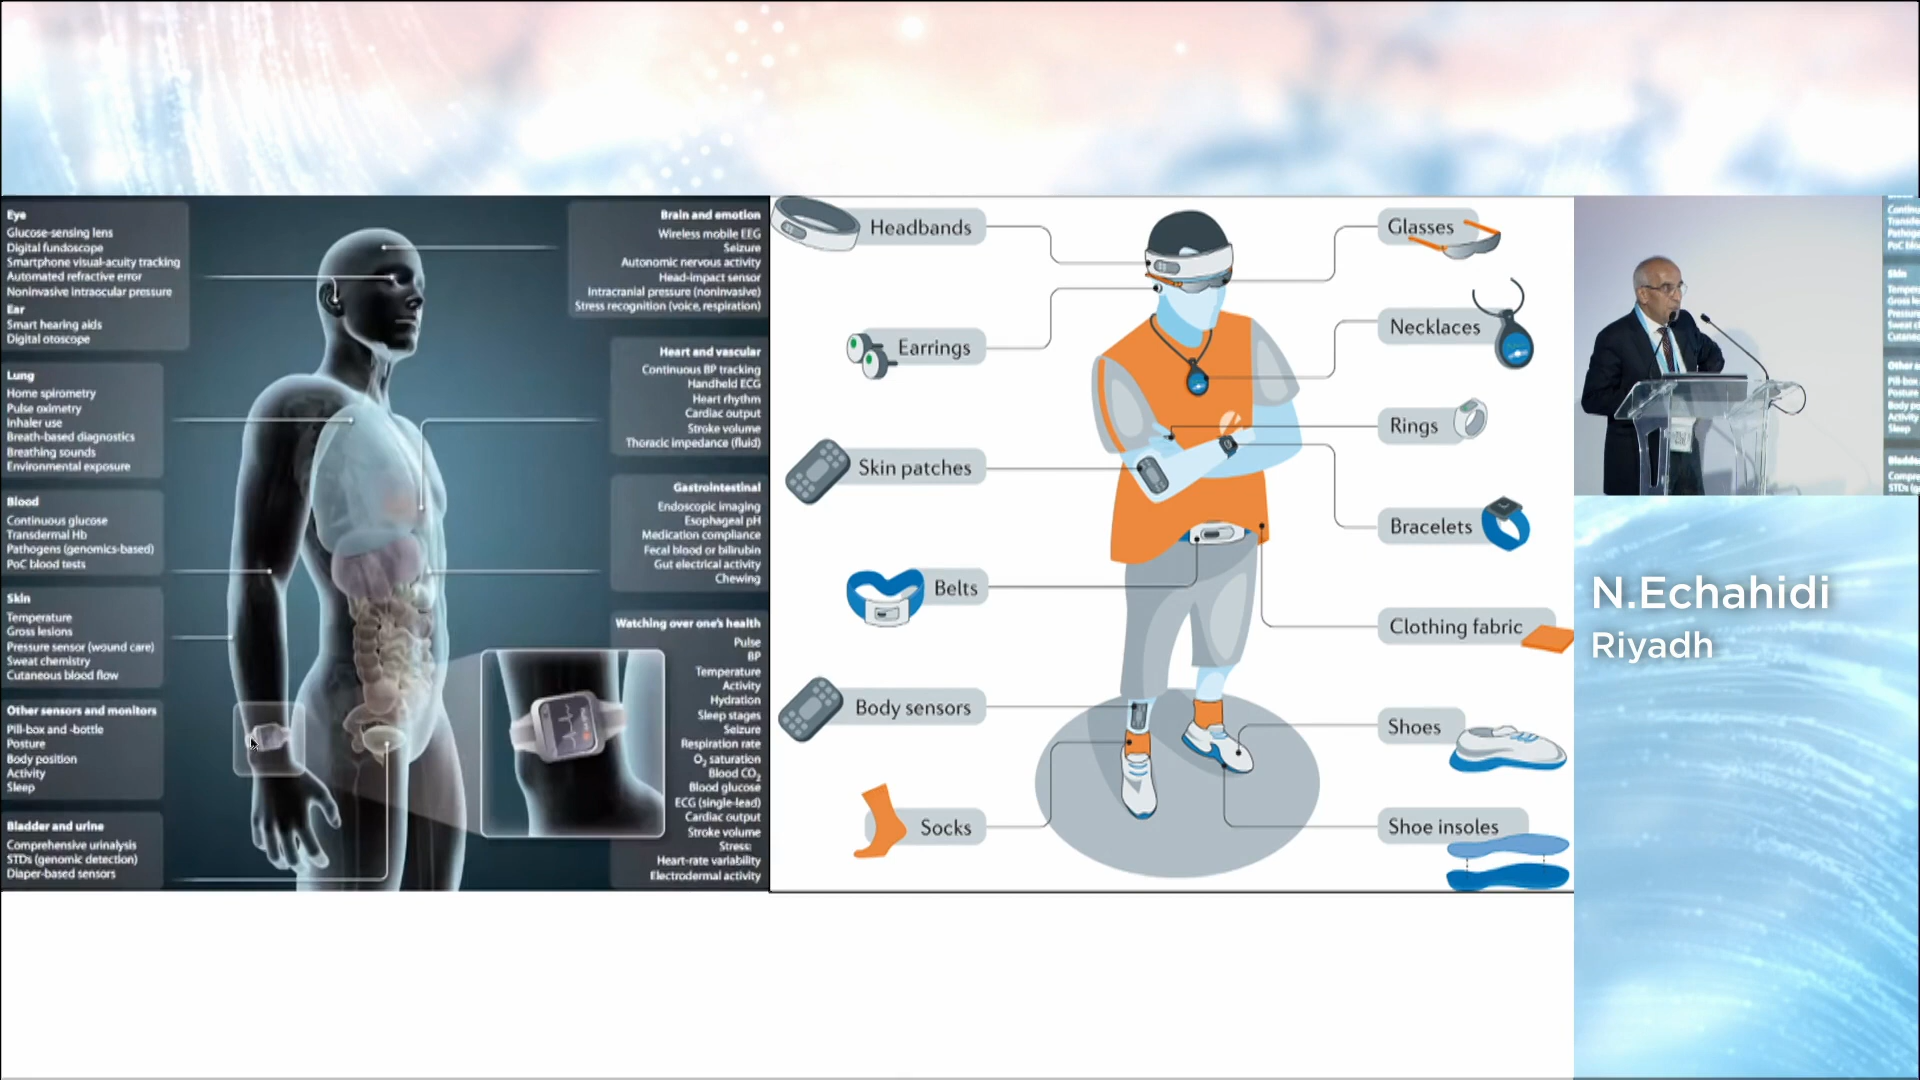 Eye
Glucose-sensing lens
Digital fundoscope
Smartphone visual-acuity tracking
Automated refractive error
Noninvasive intraocular pressure
Ear
Smart hearing aids
Digital otoscope
Lung
Home spirometry
Pulse oximetry
Inhaler use
Breath-based diagnostics
Breathing sounds
Environmental exposure
Blood
Continuous glucose
Transdermal Hb
Pathogens (genomics-based)
PoC blood tests
Skin
Temperature
Gross lesions
Pressure sensor (wound care)
Sweat chemistry
Cutaneous blood flow
Other sensors and monitors
Pill-box and -bottle
Posture
Body position
Activity
Sleep
Bladder and urine
Comprehensive urinalysis
STDs (genomic detection)
Diaper-based sensors
Brain and emotion
Wireless mobile EEG
Seizure
Autonomic nervous activity
Head-impact sensor
Intracranial pressure (noninvasive)
Stress recognition (voice, respiration)
Heart and vascular
Continuous BP tracking
Handheld ECG
Heart rhythm
Cardiac output
Stroke volume
Thoracic impedance (fluid)
Gastrointestinal
Endoscopic imaging
Esophageal pH
Medication compliance
Fecal blood or bilirubin
Gut electrical activity
Chewing
Watching over one's health
Pulse
BP
Temperature
Activity
Hydration
Sleep stages
Seizure
Respiration rate
O₂ saturation
Blood CO₂
Blood glucose
ECG (single-lead)
Cardiac output
Stroke volume
Stress:
Heart-rate variability
Electrodermal activity
Headbands
Earrings
Skin patches
Belts
Body sensors
Socks
Glasses
Necklaces
Rings
Bracelets
Clothing fabric
Shoes
Shoe insoles
N.Echahidi
Riyadh